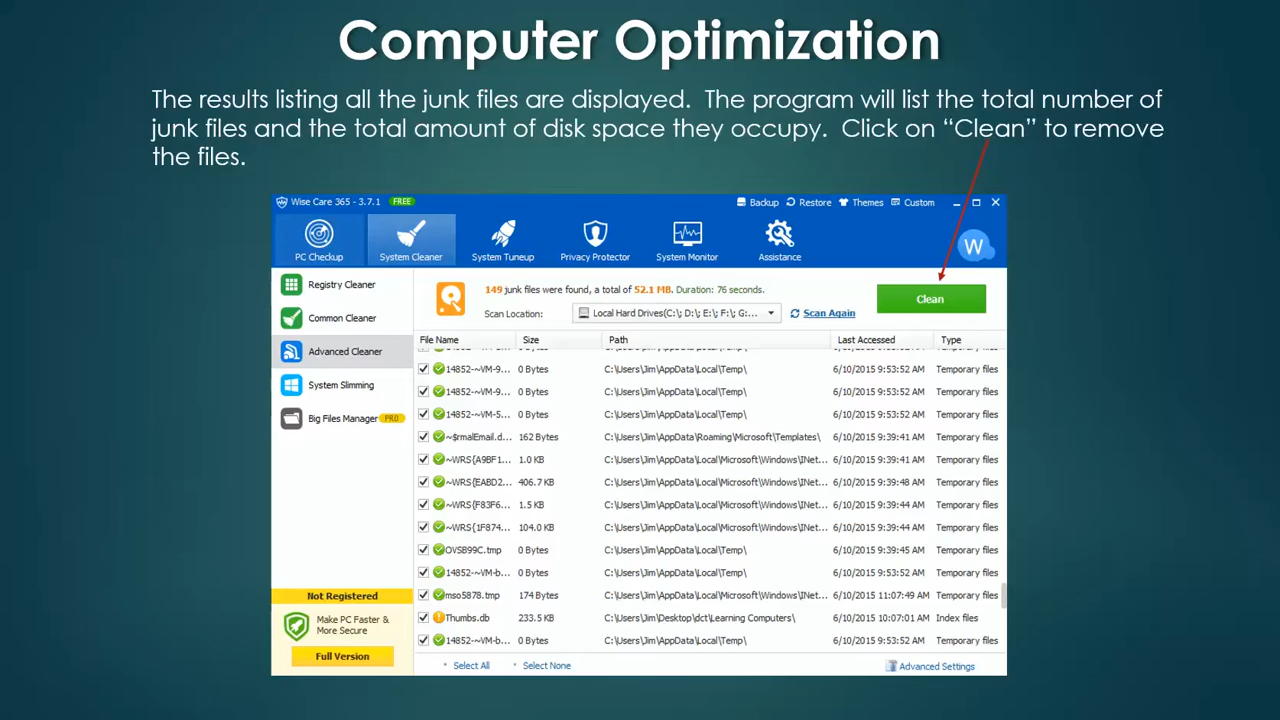 Computer Optimization
The results listing all the junk files are displayed. The program will list the total number of
junk files and the total amount of disk space they occupy. Click on “Clean” to remove
the files.
Wise Care 365 - 3.7.1 FREE Backup Restore Themes Custom
PC Checkup System Cleaner System Tuneup Privacy Protector System Monitor Assistance W
Registry Cleaner
Common Cleaner
Advanced Cleaner
System Slimming
Big Files Manager PRO
Not Registered
Make PC Faster &
More Secure
Full Version
149 junk files were found, a total of 52.1 MB. Duration: 76 seconds.
Scan Location: Local Hard Drives(C:\; D:\; E:\; F:\; G:... Scan Again
Clean
File Name Size Path Last Accessed Type
14852-~VM-9... 0 Bytes C:\Users\Jim\AppData\Local\Temp\ 6/10/2015 9:53:52 AM Temporary files
14852-~VM-9... 0 Bytes C:\Users\Jim\AppData\Local\Temp\ 6/10/2015 9:53:52 AM Temporary files
14852-~VM-5... 0 Bytes C:\Users\Jim\AppData\Local\Temp\ 6/10/2015 9:53:52 AM Temporary files
~$rmalEmail.d... 162 Bytes C:\Users\Jim\AppData\Roaming\Microsoft\Templates\ 6/10/2015 9:39:41 AM Temporary files
~WRS{A9BF1... 1.0 KB C:\Users\Jim\AppData\Local\Microsoft\Windows\INet... 6/10/2015 9:39:41 AM Temporary files
~WRS{EABD2... 406.7 KB C:\Users\Jim\AppData\Local\Microsoft\Windows\INet... 6/10/2015 9:39:48 AM Temporary files
~WRS{F83F6... 1.5 KB C:\Users\Jim\AppData\Local\Microsoft\Windows\INet... 6/10/2015 9:39:44 AM Temporary files
~WRS{1F874... 104.0 KB C:\Users\Jim\AppData\Local\Microsoft\Windows\INet... 6/10/2015 9:39:44 AM Temporary files
OVSB99C.tmp 0 Bytes C:\Users\Jim\AppData\Local\Temp\ 6/10/2015 9:39:45 AM Temporary files
14852-~VM-b... 0 Bytes C:\Users\Jim\AppData\Local\Temp\ 6/10/2015 9:53:52 AM Temporary files
mso5878.tmp 174 Bytes C:\Users\Jim\AppData\Local\Microsoft\Windows\INet... 6/10/2015 11:07:49 AM Temporary files
Thumbs.db 233.5 KB C:\Users\Jim\Desktop\dct\Learning Computers\ 6/10/2015 10:07:01 AM Index files
14852-~VM-b... 0 Bytes C:\Users\Jim\AppData\Local\Temp\ 6/10/2015 9:53:52 AM Temporary files
Select All Select None Advanced Settings